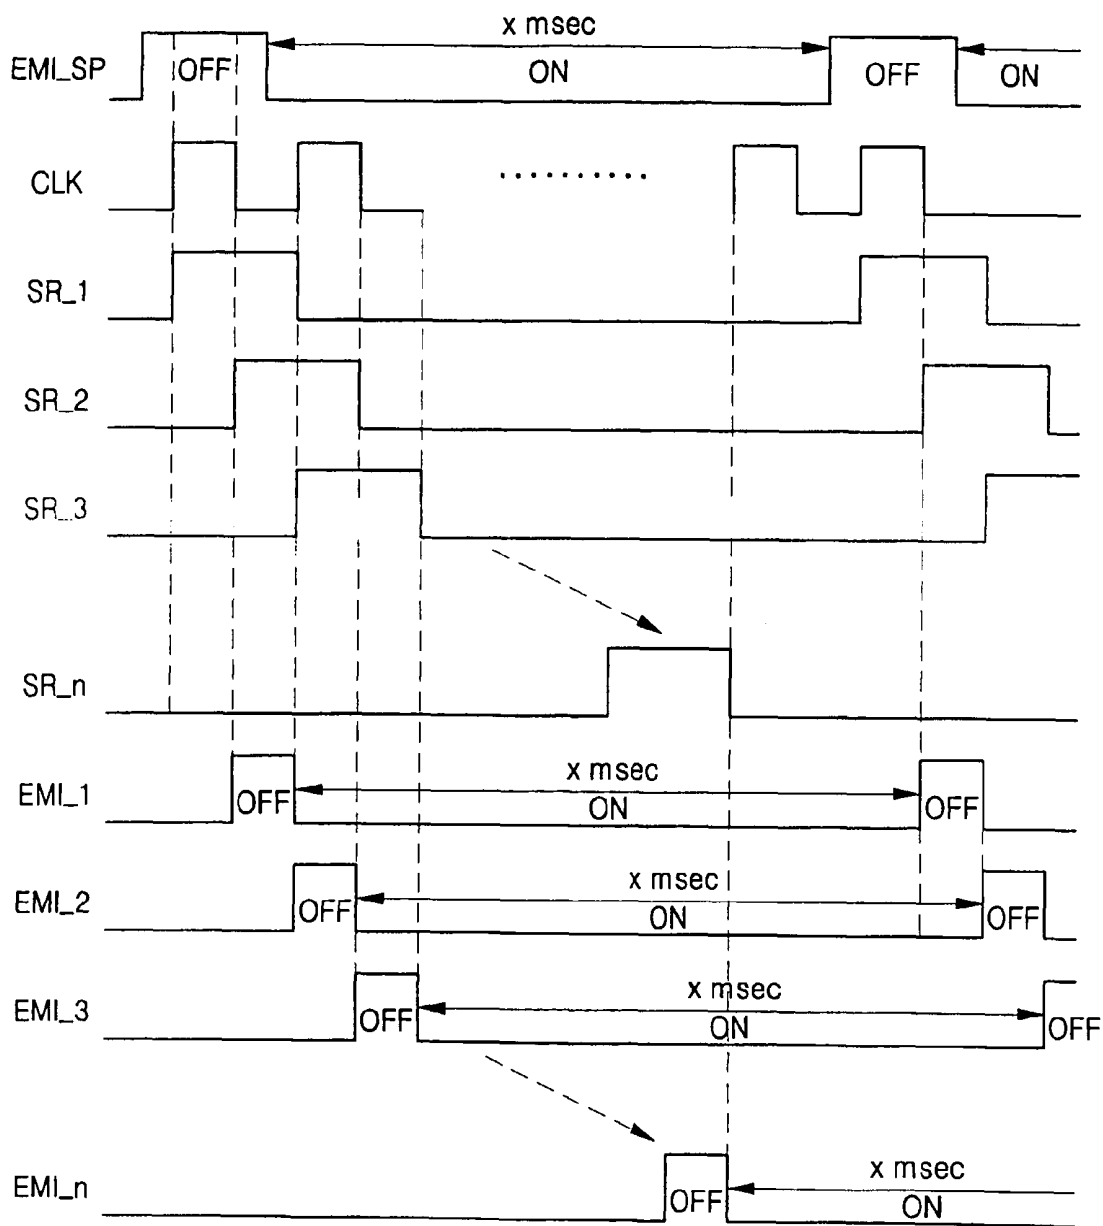 x msec
EMI_SP OFF ON OFF ON
CLK ..........
SR_1
SR_2
SR_3
SR_n
EMI_1 OFF x msec ON OFF
EMI_2 OFF x msec ON OFF
EMI_3 OFF x msec ON OFF
EMI_n OFF x msec ON